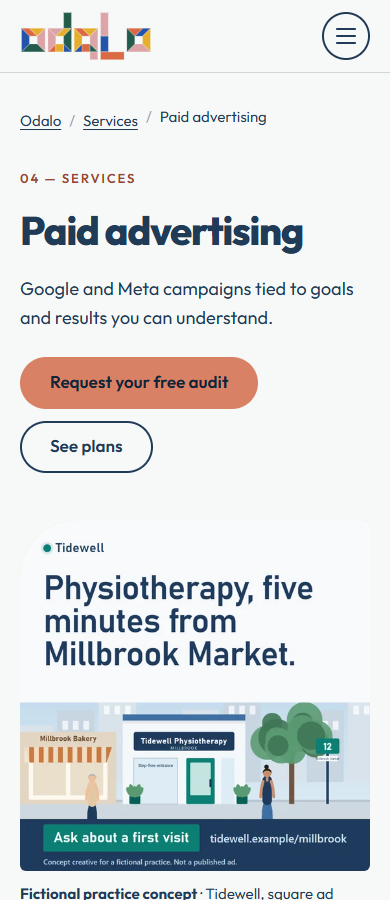 odalo
Odalo / Services / Paid advertising
04 — SERVICES
Paid advertising
Google and Meta campaigns tied to goals
and results you can understand.
Request your free audit
See plans
Tidewell
Physiotherapy, five
minutes from
Millbrook Market.
Millbrook Bakery
Tidewell Physiotherapy
MILLBROOK
Step-free entrance
12
Ask about a first visit
tidewell.example/millbrook
Concept creative for a fictional practice. Not a published ad.
Fictional practice concept · Tidewell, square ad